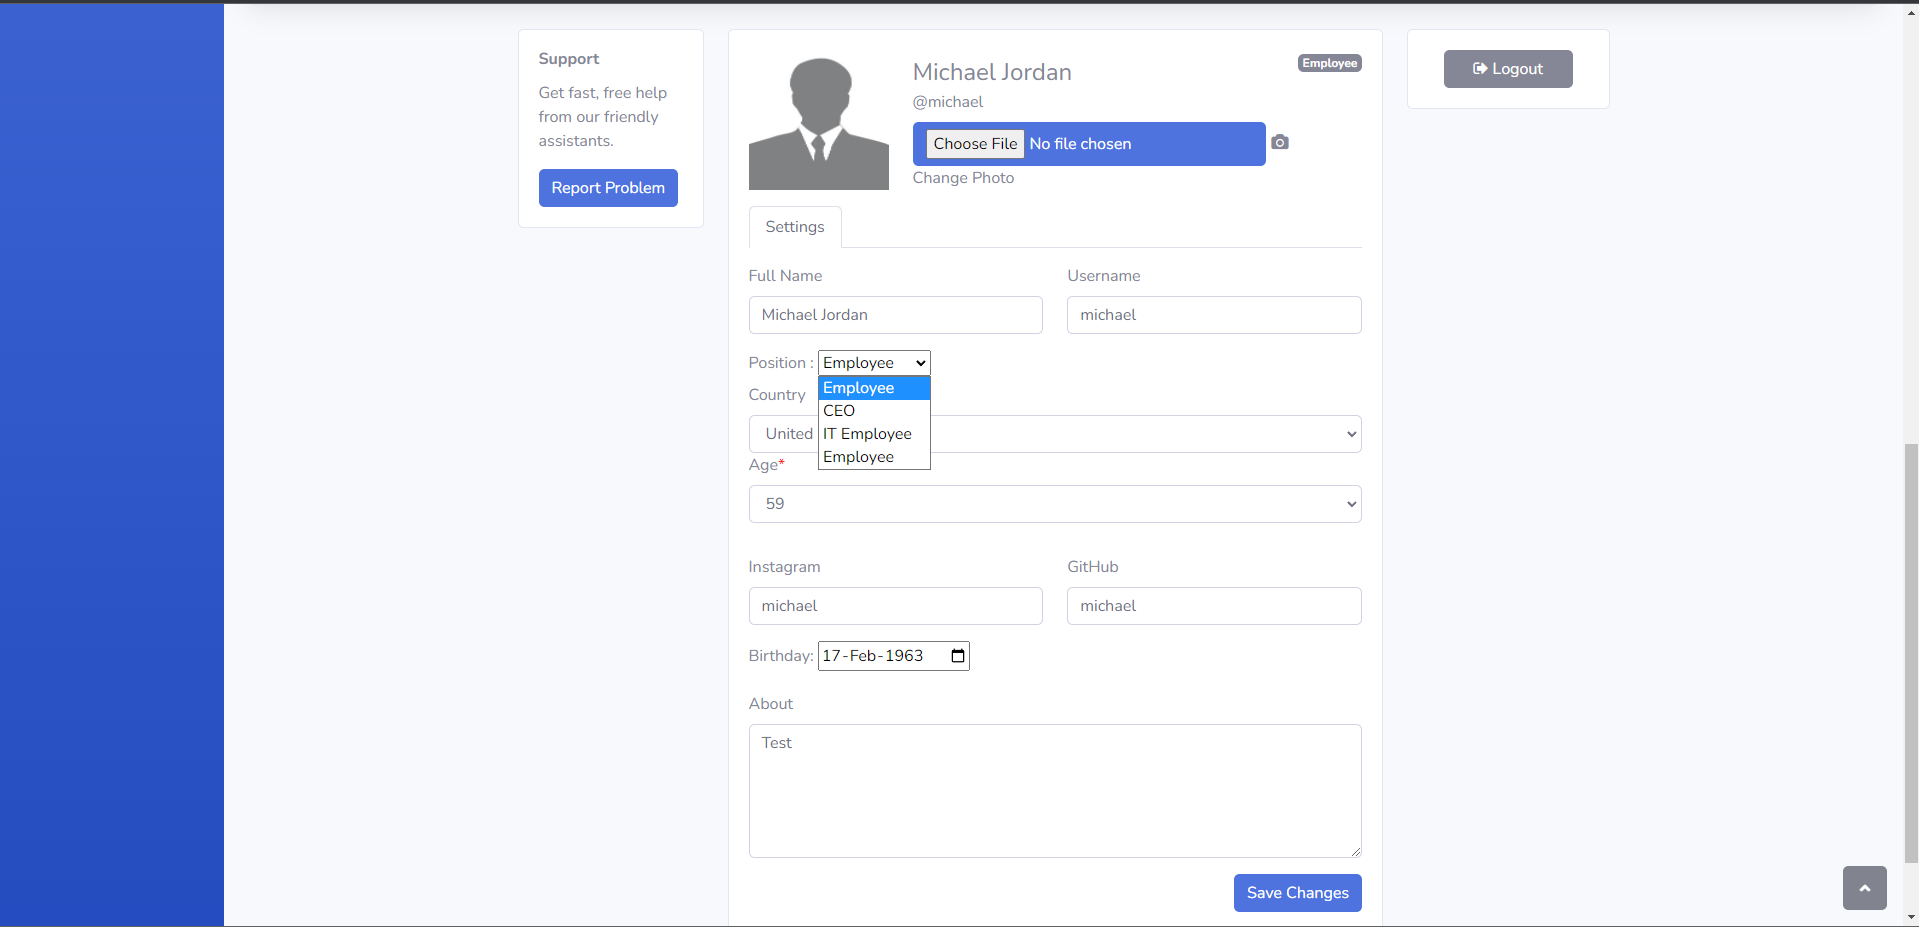 Support
Get fast, free help
from our friendly
assistants.
Report Problem
Michael Jordan
Employee
@michael
Choose File No file chosen
Change Photo
Logout
Settings
Full Name
Username
Michael Jordan
michael
Position : Employee
Employee
CEO
IT Employee
Employee
Country
United
Age*
59
Instagram
GitHub
michael
michael
Birthday: 17-Feb-1963
About
Test
Save Changes